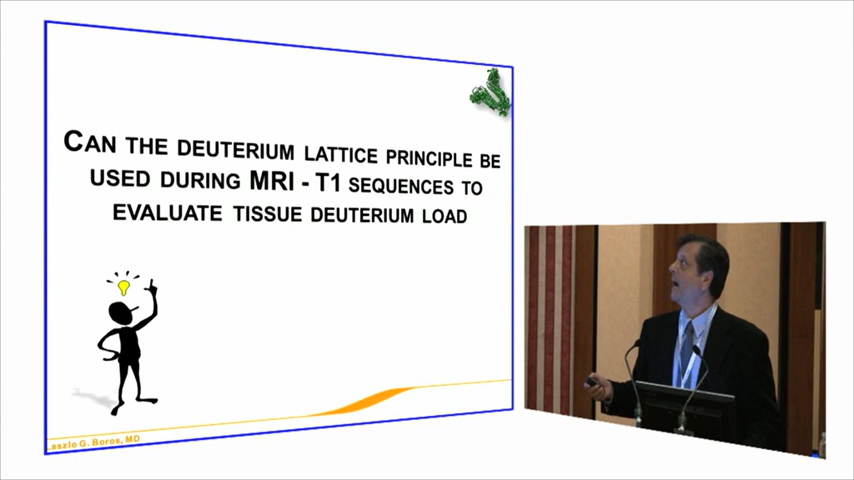 CAN THE DEUTERIUM LATTICE PRINCIPLE BE
USED DURING MRI - T1 SEQUENCES TO
EVALUATE TISSUE DEUTERIUM LOAD
aszlo G. Boros, MD